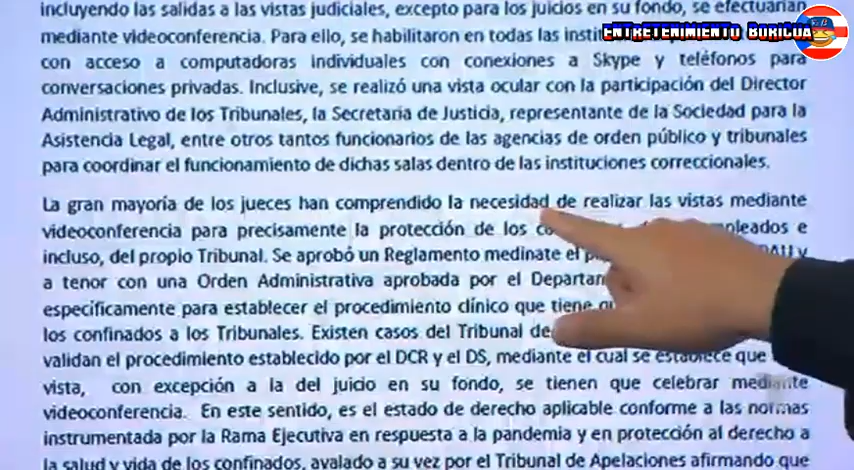 incluyendo las salidas a las vistas judiciales, excepto para los juicios en su fondo, se efectuarían
ENTRETENIMIENTO BORICUA
mediante videoconferencia. Para ello, se habilitaron en todas las
con acceso a computadoras individuales con conexiones a Skype y teléfonos para
conversaciones privadas. Inclusive, se realizó una vista ocular con la participación del Director
Administrativo de los Tribunales, la Secretaria de Justicia, representante de la Sociedad para la
Asistencia Legal, entre otros tantos funcionarios de las agencias de orden público y tribunales
para coordinar el funcionamiento de dichas salas dentro de las instituciones correccionales.
La gran mayoría de los jueces han comprendido la necesidad de realizar las vistas mediante
videoconferencia para precisamente la protección de los e
incluso, del propio Tribunal. Se aprobó un Reglamento medinate el y
a tenor con una Orden Administrativa aprobada por el
específicamente para establecer el procedimiento clínico que tiene
los confinados a los Tribunales. Existen casos del Tribunal de
validan el procedimiento establecido por el DCR y el DS, mediante el cual se establece que
vista, con excepción a la del juicio en su fondo, se tienen que celebrar mediante
videoconferencia. En este sentido, es el estado de derecho aplicable conforme a las normas
instrumentada por la Rama Ejecutiva en respuesta a la pandemia y en protección al derecho a
la salud y vida de los confinados, avalado a su vez por el Tribunal de Apelaciones afirmando que